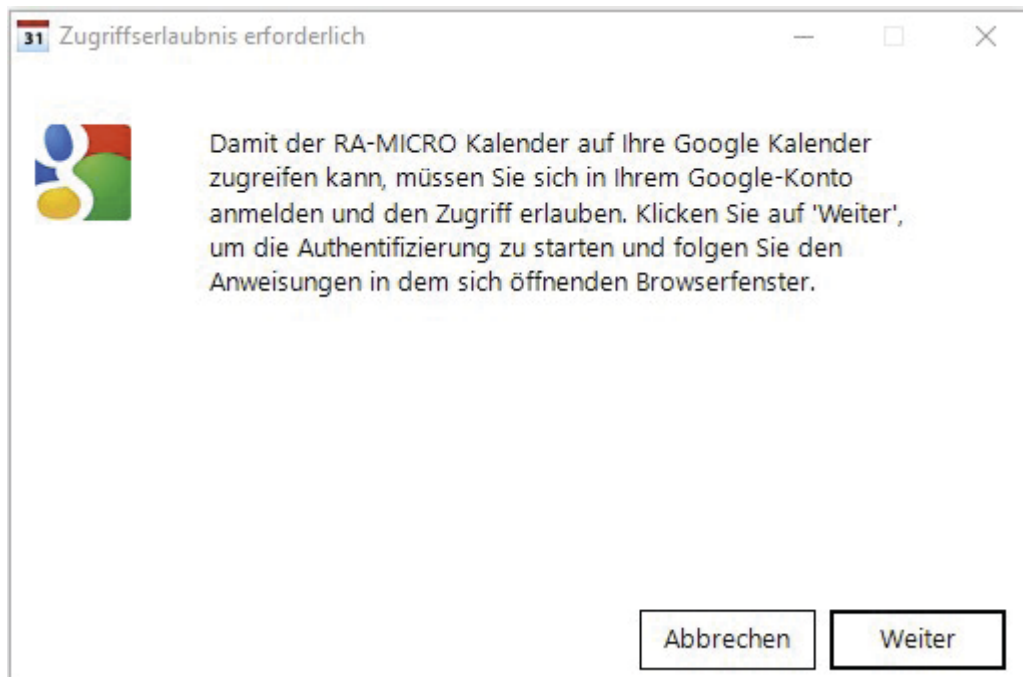 31 Zugriffserlaubnis erforderlich
Damit der RA-MICRO Kalender auf Ihre Google Kalender
zugreifen kann, müssen Sie sich in Ihrem Google-Konto
anmelden und den Zugriff erlauben. Klicken Sie auf 'Weiter',
um die Authentifizierung zu starten und folgen Sie den
Anweisungen in dem sich öffnenden Browserfenster.
Abbrechen Weiter